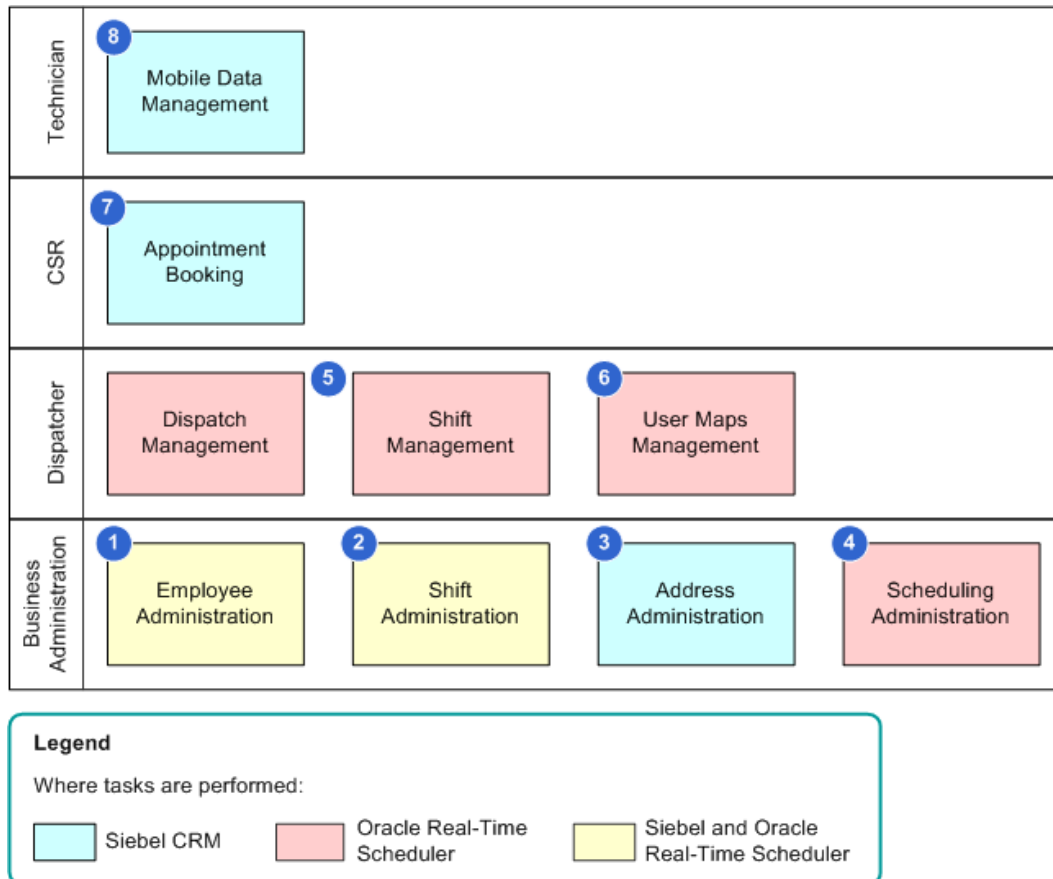 Technician
8
Mobile Data
Management
CSR
7
Appointment
Booking
Dispatcher
Dispatch
Management
5
Shift
Management
6
User Maps
Management
Business
Administration
1
Employee
Administration
2
Shift
Administration
3
Address
Administration
4
Scheduling
Administration
Legend
Where tasks are performed:
Siebel CRM
Oracle Real-Time
Scheduler
Siebel and Oracle
Real-Time Scheduler